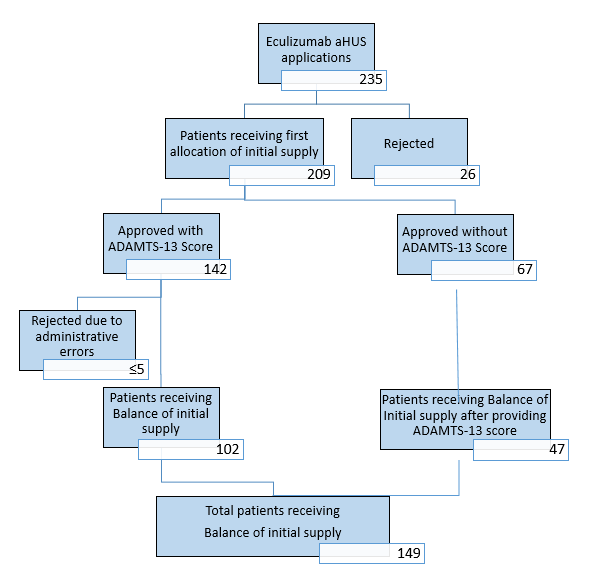 Eculizumab aHUS
applications
235
Patients receiving first
allocation of initial supply
209
Rejected
26
Approved with
ADAMTS-13 Score
142
Approved without
ADAMTS-13 Score
67
Rejected due to
administrative
errors
≤5
Patients receiving
Balance of initial
supply
102
Patients receiving Balance of
Initial supply after providing
ADAMTS-13 score
47
Total patients receiving
Balance of initial supply
149